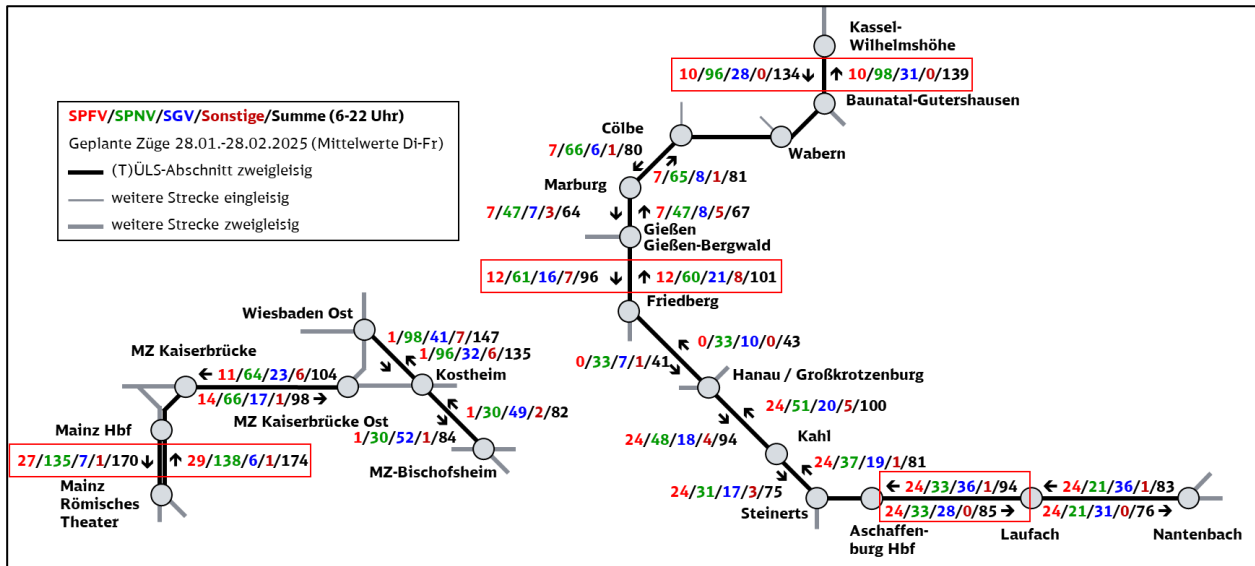 Kassel-
Wilhelmshöhe
10/96/28/0/134
10/98/31/0/139
Baunatal-Gutershausen
SPFV/SPNV/SGV/Sonstige/Summe (6-22 Uhr)
Geplante Züge 28.01.-28.02.2025 (Mittelwerte Di-Fr)
(T)ÜLS-Abschnitt zweigleisig
weitere Strecke eingleisig
weitere Strecke zweigleisig
Cölbe
Wabern
7/66/6/1/80
7/65/8/1/81
Marburg
7/47/7/3/64
7/47/8/5/67
Gießen
Gießen-Bergwald
12/61/16/7/96
12/60/21/8/101
Friedberg
Wiesbaden Ost
1/98/41/7/147
1/96/32/6/135
0/33/10/0/43
0/33/7/1/41
MZ Kaiserbrücke
11/64/23/6/104
14/66/17/1/98
Kostheim
MZ Kaiserbrücke Ost
Hanau / Großkrotzenburg
1/30/49/2/82
1/30/52/1/84
24/51/20/5/100
24/48/18/4/94
Mainz Hbf
27/135/7/1/170
29/138/6/1/174
MZ-Bischofsheim
Mainz
Römisches
Theater
Kahl
24/37/19/1/81
24/31/17/3/75
Steinerts
24/33/36/1/94
24/33/28/0/85
24/21/36/1/83
24/21/31/0/76
Aschaffen-
burg Hbf
Laufach
Nantenbach